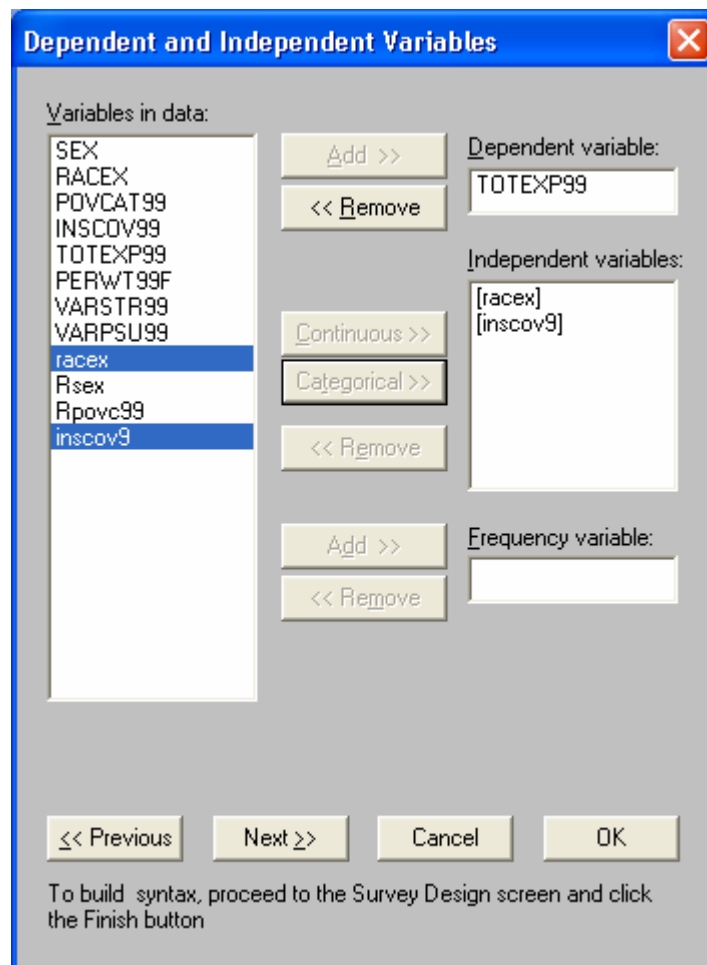 Dependent and Independent Variables
Variables in data:
SEX
RACEX
POVCAT99
INSCOV99
TOTEXP99
PERWT99F
VARSTR99
VARPSU99
racex
Rsex
Rpovc99
inscov9
Add >>
<< Remove
Continuous >>
Categorical >>
<< Remove
Add >>
<< Remove
Dependent variable:
TOTEXP99
Independent variables:
[racex]
[inscov9]
Frequency variable:
<< Previous
Next >>
Cancel
OK
To build syntax, proceed to the Survey Design screen and click
the Finish button